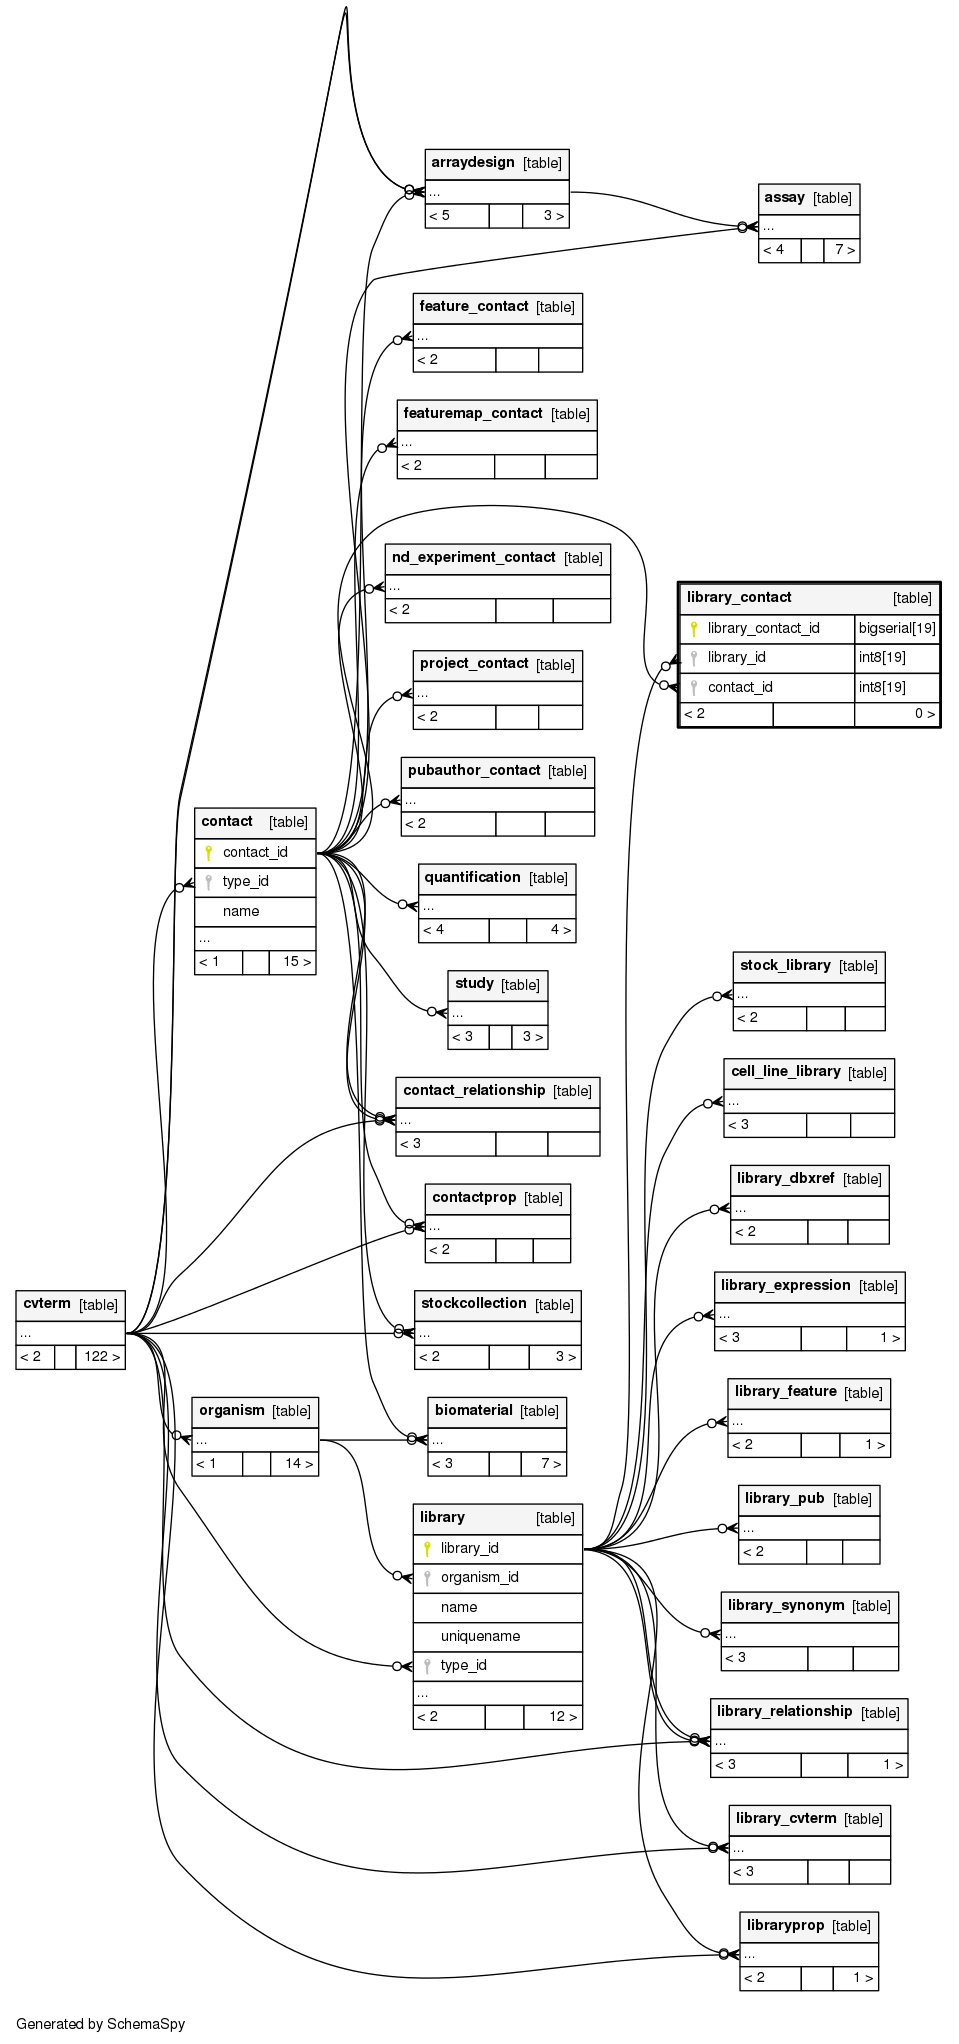 arraydesign [table]
...
< 5 3 >
assay [table]
...
< 4 7 >
feature_contact [table]
...
< 2
featuremap_contact [table]
...
< 2
nd_experiment_contact [table]
...
< 2
library_contact [table]
library_contact_id bigserial[19]
library_id int8[19]
contact_id int8[19]
< 2 0 >
project_contact [table]
...
< 2
pubauthor_contact [table]
...
< 2
contact [table]
contact_id
type_id
name
...
< 1 15 >
quantification [table]
...
< 4 4 >
study [table]
...
< 3 3 >
stock_library [table]
...
< 2
cell_line_library [table]
...
< 3
contact_relationship [table]
...
< 3
library_dbxref [table]
...
< 2
contactprop [table]
...
< 2
library_expression [table]
...
< 3 1 >
cvterm [table]
...
< 2 122 >
stockcollection [table]
...
< 2 3 >
library_feature [table]
...
< 2 1 >
organism [table]
...
< 1 14 >
biomaterial [table]
...
< 3 7 >
library_pub [table]
...
< 2
library [table]
library_id
organism_id
name
uniquename
type_id
...
< 2 12 >
library_synonym [table]
...
< 3
library_relationship [table]
...
< 3 1 >
library_cvterm [table]
...
< 3
libraryprop [table]
...
< 2 1 >
Generated by SchemaSpy